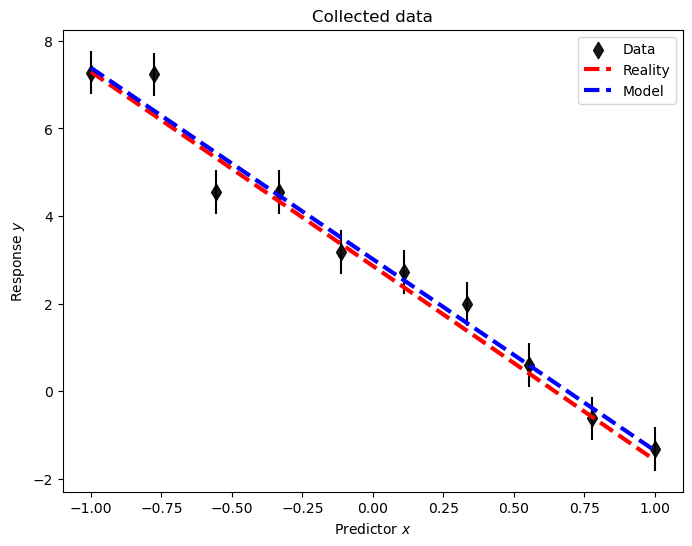 Collected data
Data
Reality
Model
Response y
8
6
4
2
0
−2
−1.00 −0.75 −0.50 −0.25 0.00 0.25 0.50 0.75 1.00
Predictor x